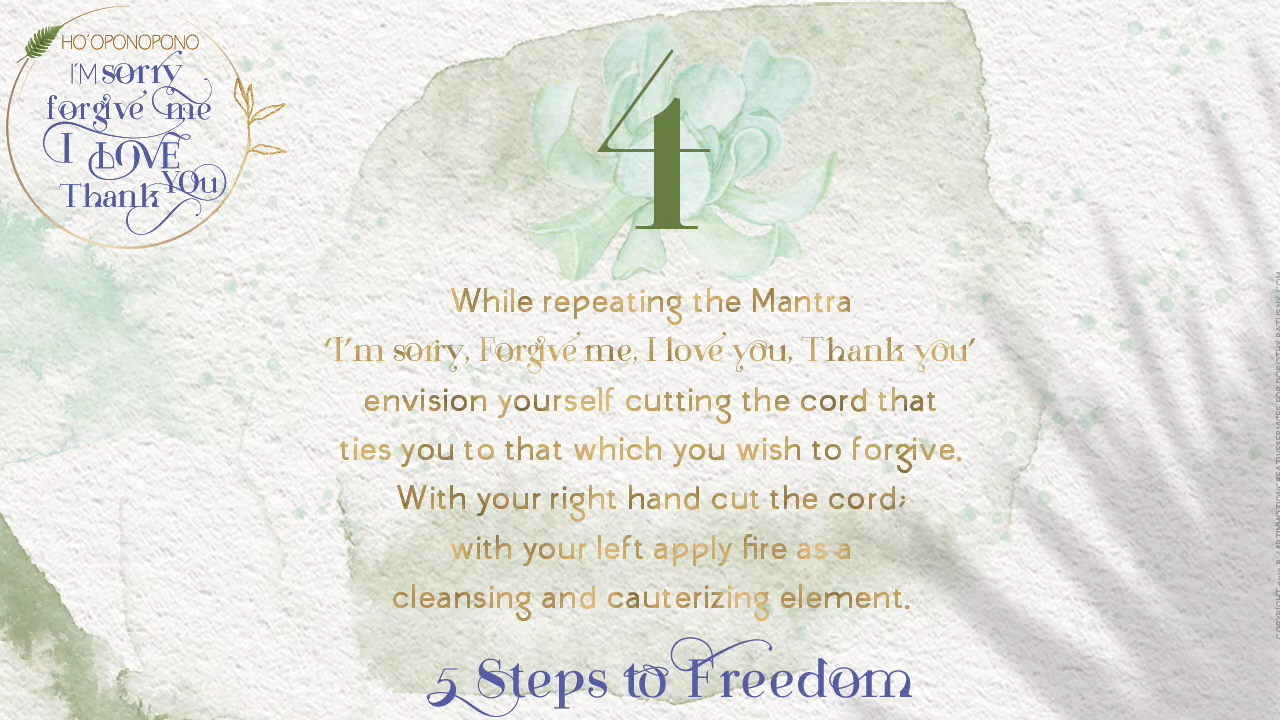 HO'OPONOPONO
I'M sorry
forgive me
I LOVE
YOU
Thank
4
While repeating the Mantra
'I'm sorry, Forgive me, I love you, Thank you'
envision yourself cutting the cord that
ties you to that which you wish to forgive.
With your right hand cut the cord;
with your left apply fire as a
cleansing and cauterizing element.
5 Steps to Freedom